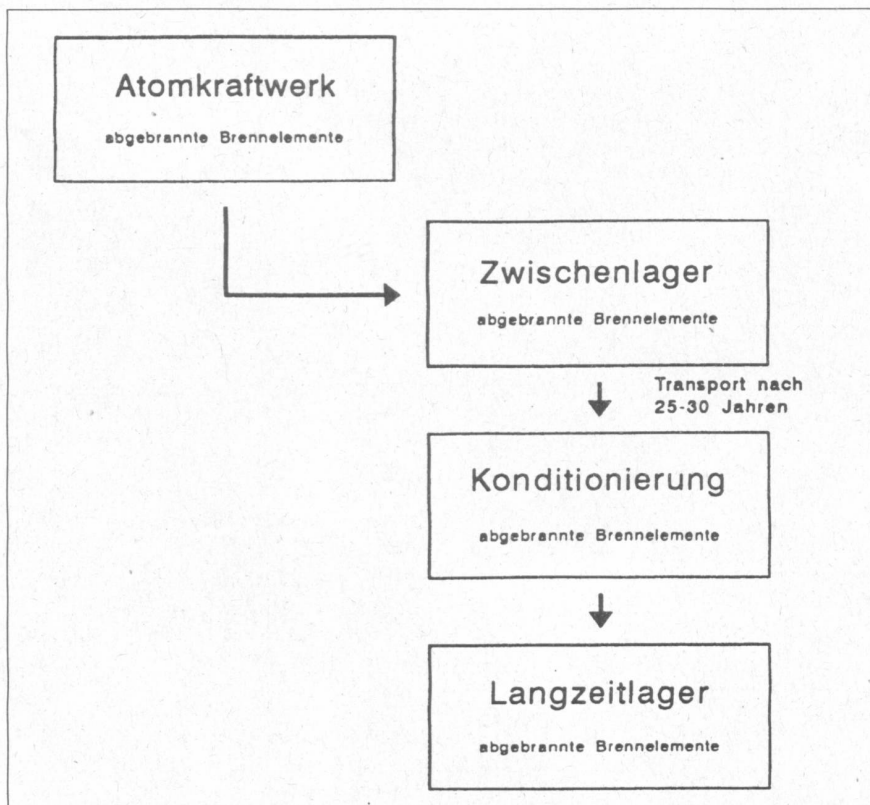 Atomkraftwerk
abgebrannte Brennelemente
Zwischenlager
abgebrannte Brennelemente
Transport nach
25-30 Jahren
Konditionierung
abgebrannte Brennelemente
Langzeitlager
abgebrannte Brennelemente